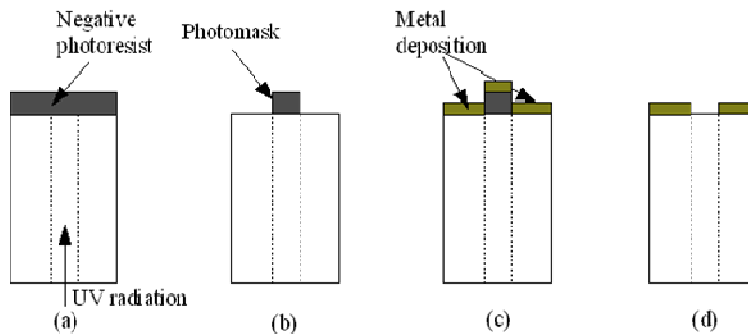 Negative
photoresist
Photomask
Metal
deposition
UV radiation
(a)
(b)
(c)
(d)